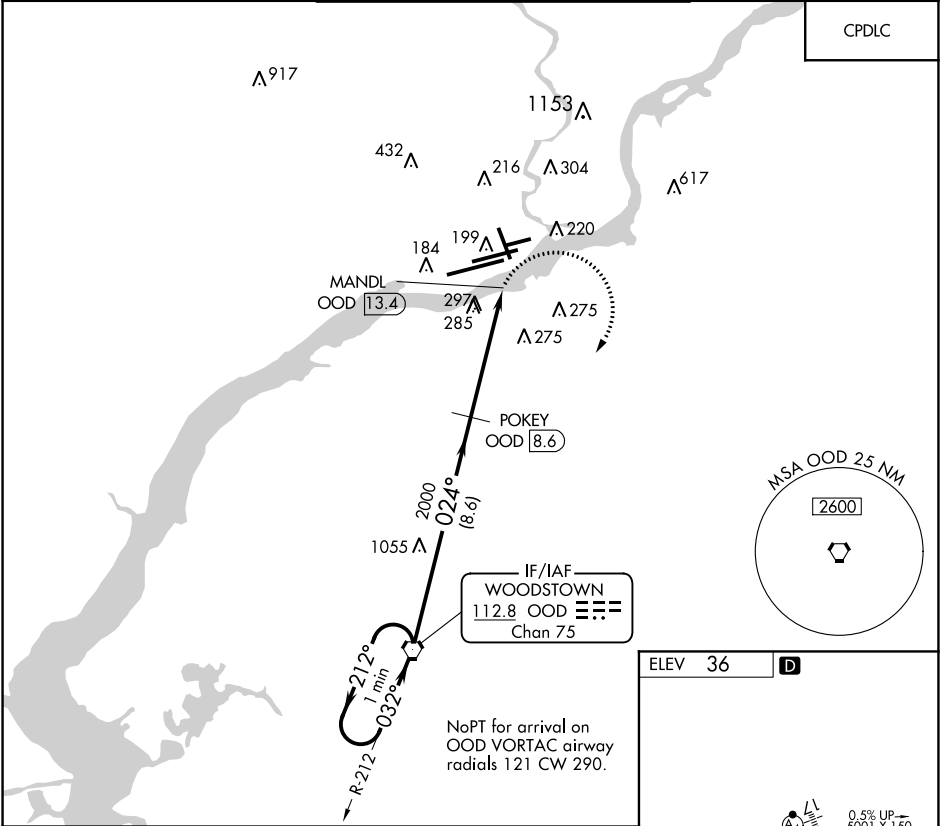 CPDLC
917
1153
432
216
304
617
199
220
184
MANDL
OOD 13.4
297
285
275
275
POKEY
OOD 8.6
2000
024°
(8.6)
MSA OOD 25 NM
2600
1055
IF/IAF
WOODSTOWN
112.8 OOD
Chan 75
212°
1 min
032°
R-212
NoPT for arrival on
OOD VORTAC airway
radials 121 CW 290.
ELEV 36
D
17
A
0.5% UP
5001 X 150